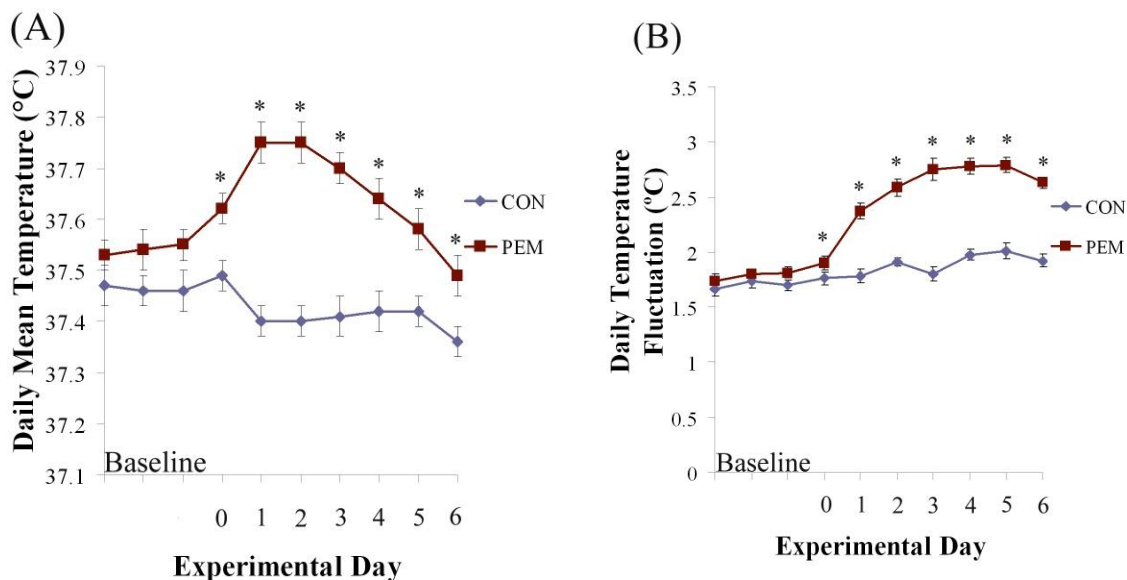 (A)
Daily Mean Temperature (°C)
37.9
37.8
37.7
37.6
37.5
37.4
37.3
37.2
37.1
* * * * * * *
CON
PEM
Baseline
0 1 2 3 4 5 6
Experimental Day
(B)
Daily Temperature
Fluctuation (°C)
3.5
3
2.5
2
1.5
1
0.5
0
* * * * * * *
CON
PEM
Baseline
0 1 2 3 4 5 6
Experimental Day